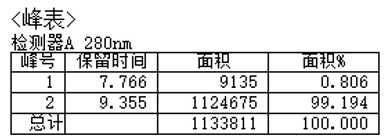 <峰表>
检测器A 280nm
峰号 保留时间 面积 面积%
1 7.766 9135 0.806
2 9.355 1124675 99.194
总计 1133811 100.000